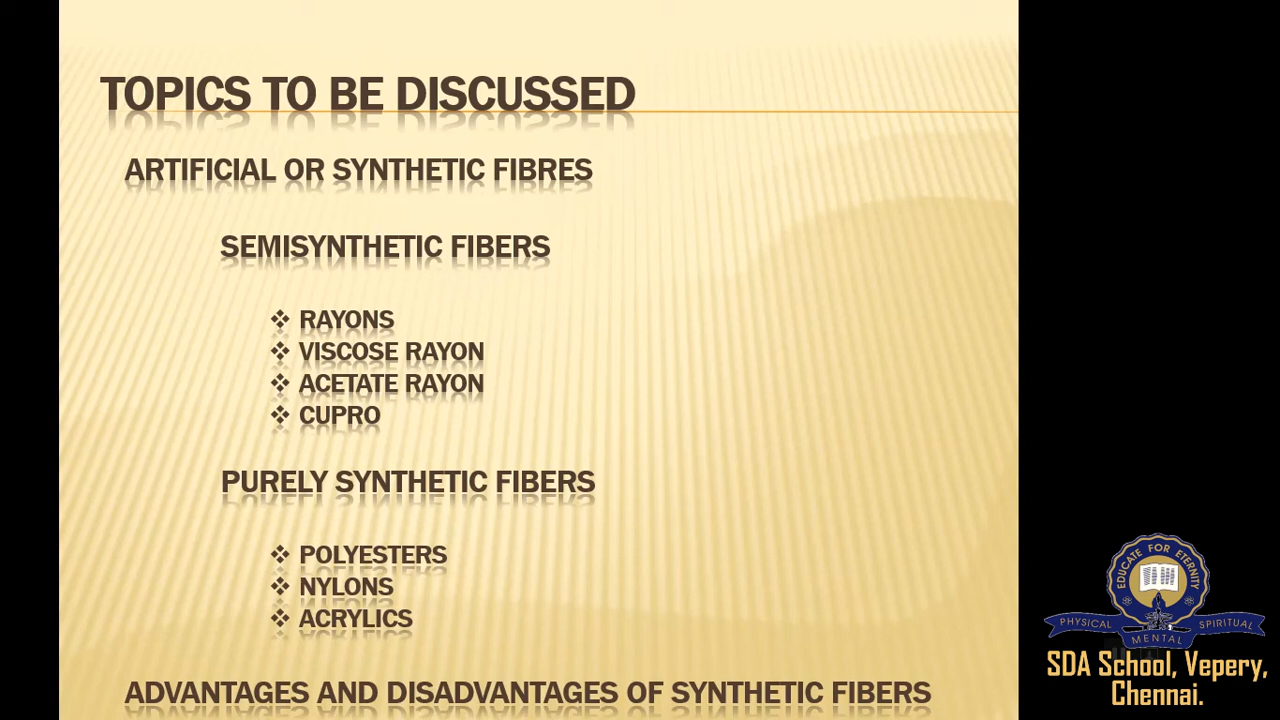 TOPICS TO BE DISCUSSED
ARTIFICIAL OR SYNTHETIC FIBRES
SEMISYNTHETIC FIBERS
❖ RAYONS
❖ VISCOSE RAYON
❖ ACETATE RAYON
❖ CUPRO
PURELY SYNTHETIC FIBERS
❖ POLYESTERS
❖ NYLONS
❖ ACRYLICS
ADVANTAGES AND DISADVANTAGES OF SYNTHETIC FIBERS
EDUCATE FOR ETERNITY
PHYSICAL MENTAL SPIRITUAL
SDA School, Vepery,
Chennai.